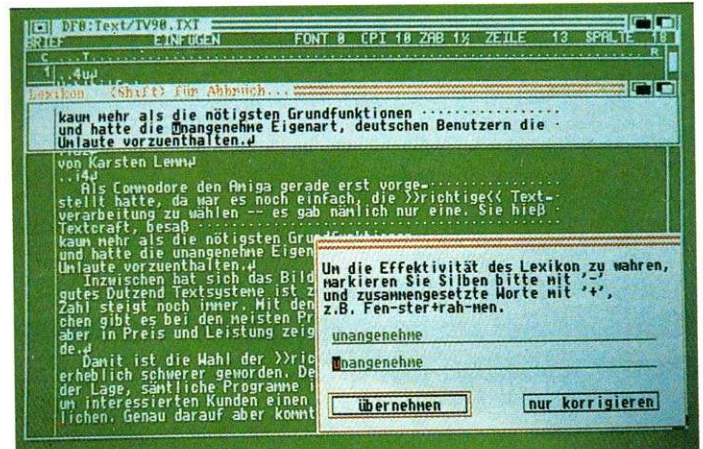 DF0:Text/TV90.TXT
BRIEF EINFÜGEN FONT 0 CPI 10 ZAB 1½ ZEILE 13 SPALTE 18
C T R
1 ..4u↲
Lexikon (Shift) für Abbruch...
kaum mehr als die nötigsten Grundfunktionen
und hatte die unangenehme Eigenart, deutschen Benutzern die
Umlaute vorzuenthalten.↲
von Karsten Lemm↲
..i4↲
Als Commodore den Amiga gerade erst vorge-
stellt hatte, da war es noch einfach, die >>richtige<< Text-
verarbeitung zu wählen -- es gab nämlich nur eine. Sie hieß
Textcraft, besaß
kaum mehr als die nötigsten Grundfunktionen
und hatte die unangenehme Eigen
Umlaute vorzuenthalten.↲
Inzwischen hat sich das Bild
gutes Dutzend Textsysteme ist z
Zahl steigt noch immer. Mit den
chen gibt es bei den meisten Pr
aber in Preis und Leistung zeig
de.↲
Damit ist die Wahl der >>ric
erheblich schwerer geworden. De
der Lage, sämtliche Programme
um interessierten Kunden einen
lichen. Genau darauf aber kommt
Um die Effektivität des Lexikon zu wahren,
markieren Sie Silben bitte mit '-'
und zusammengesetzte Worte mit '+',
z.B. Fen-ster+rah-men.
unangenehme
unangenehme
übernehmen nur korrigieren